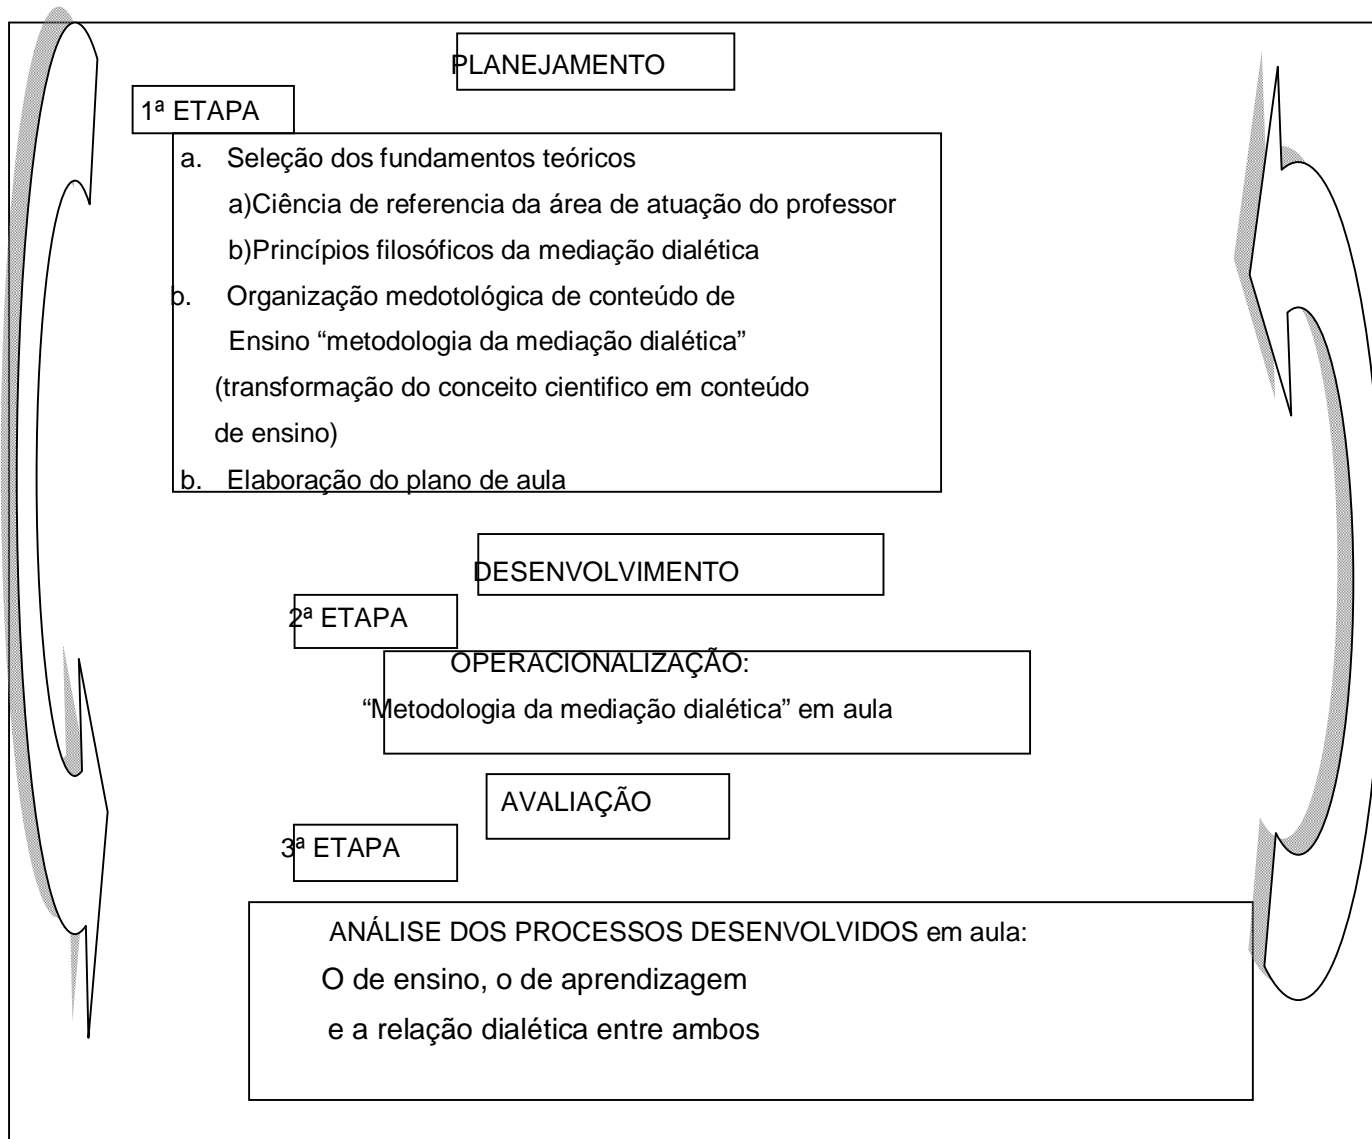 PLANEJAMENTO
1ª ETAPA
a. Seleção dos fundamentos teóricos
a)Ciência de referencia da área de atuação do professor
b)Princípios filosóficos da mediação dialética
b. Organização medotológica de conteúdo de
Ensino “metodologia da mediação dialética”
(transformação do conceito cientifico em conteúdo
de ensino)
b. Elaboração do plano de aula
DESENVOLVIMENTO
2ª ETAPA
OPERACIONALIZAÇÃO:
“Metodologia da mediação dialética” em aula
AVALIAÇÃO
3ª ETAPA
ANÁLISE DOS PROCESSOS DESENVOLVIDOS em aula:
O de ensino, o de aprendizagem
e a relação dialética entre ambos